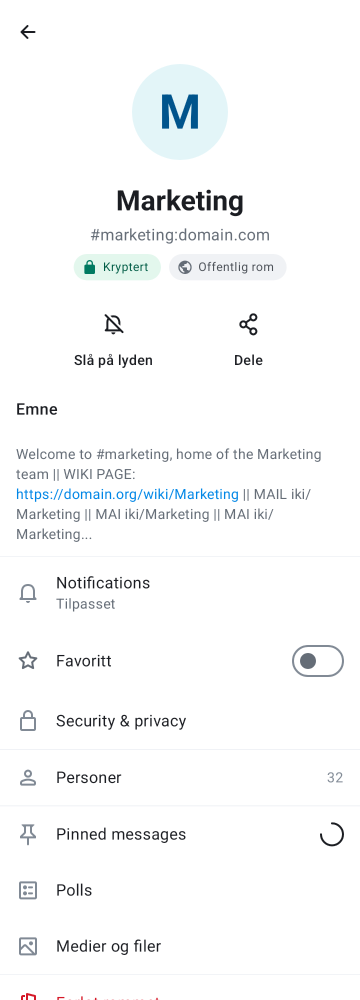 M
Marketing
#marketing:domain.com
Kryptert
Offentlig rom
Slå på lyden
Dele
Emne
Welcome to #marketing, home of the Marketing
team || WIKI PAGE:
https://domain.org/wiki/Marketing || MAIL iki/
Marketing || MAI iki/Marketing || MAI iki/
Marketing...
Notifications
Tilpasset
Favoritt
Security & privacy
Personer
32
Pinned messages
Polls
Medier og filer